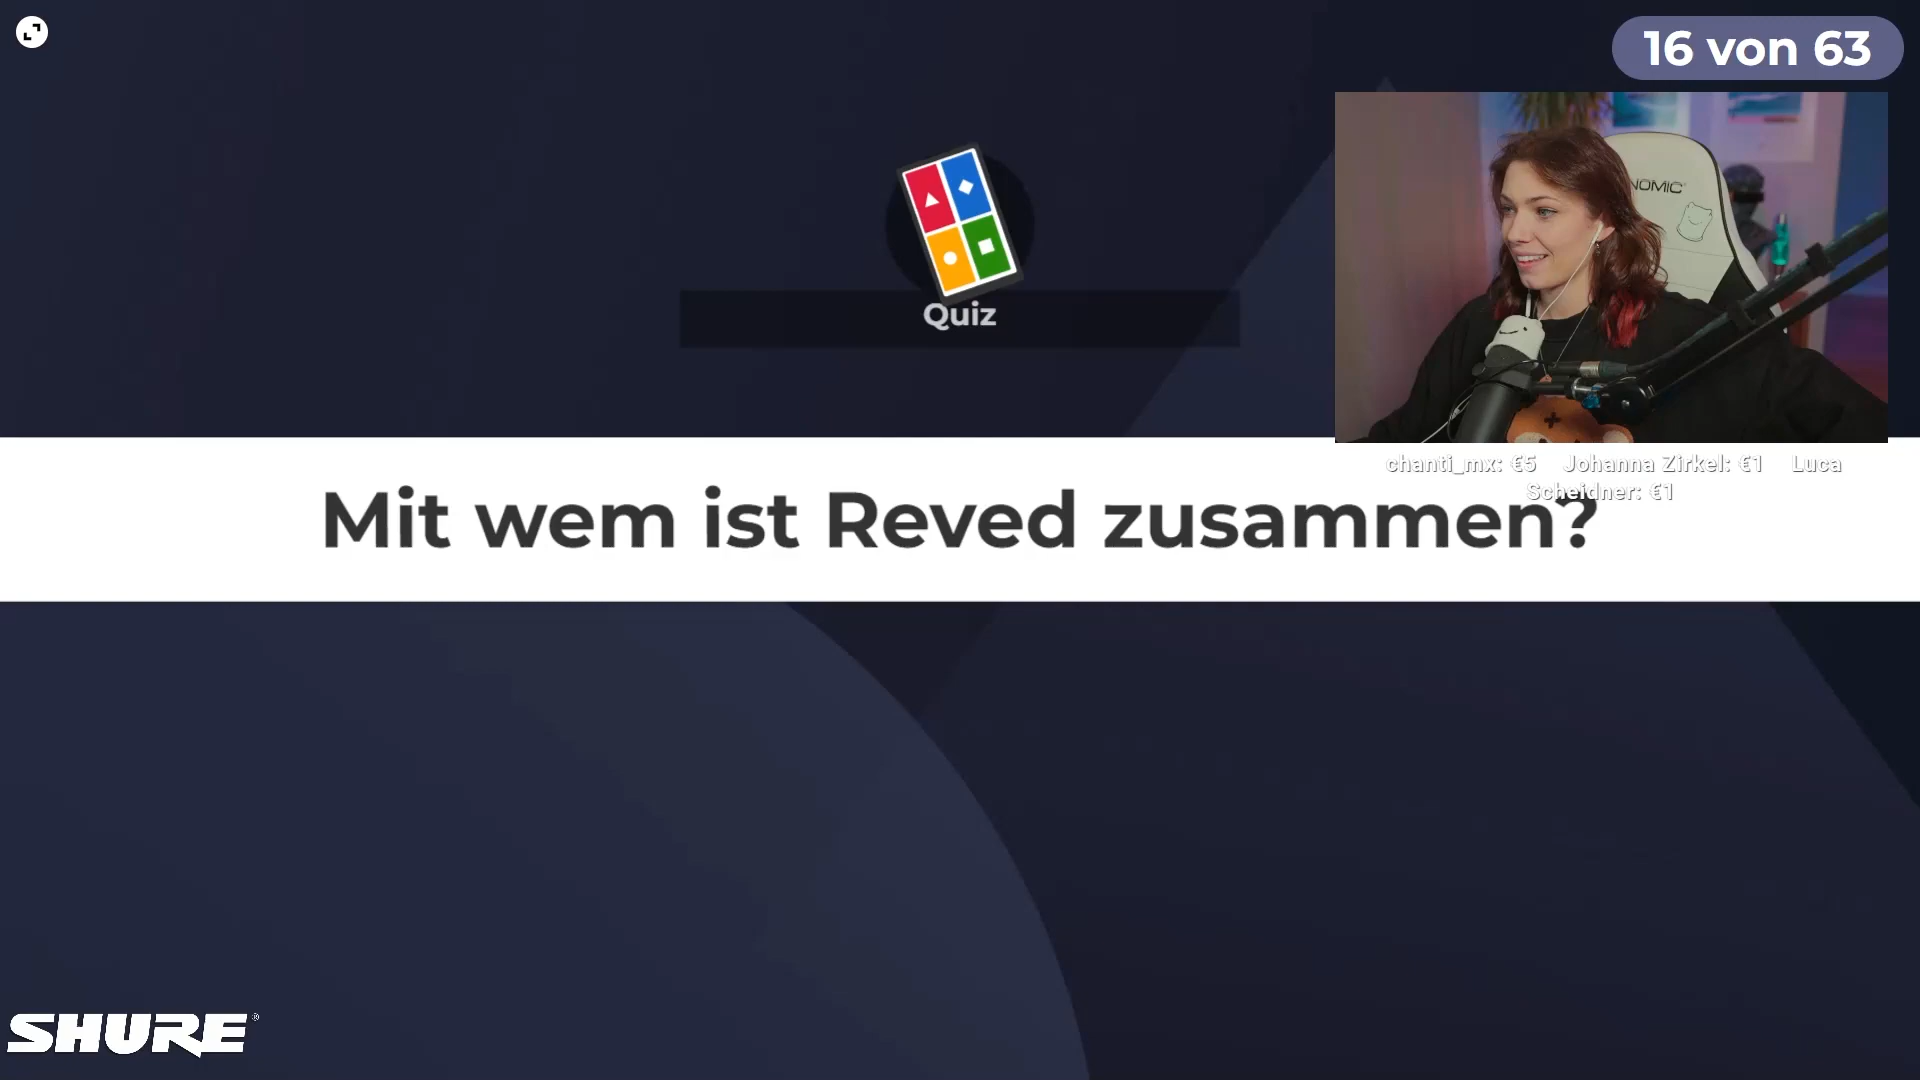 16 von 63
NOMIC
Quiz
chanti_mx: €5 Johanna Zirkel: €1 Luca
Scheidner: €1
Mit wem ist Reved zusammen?
SHURE®